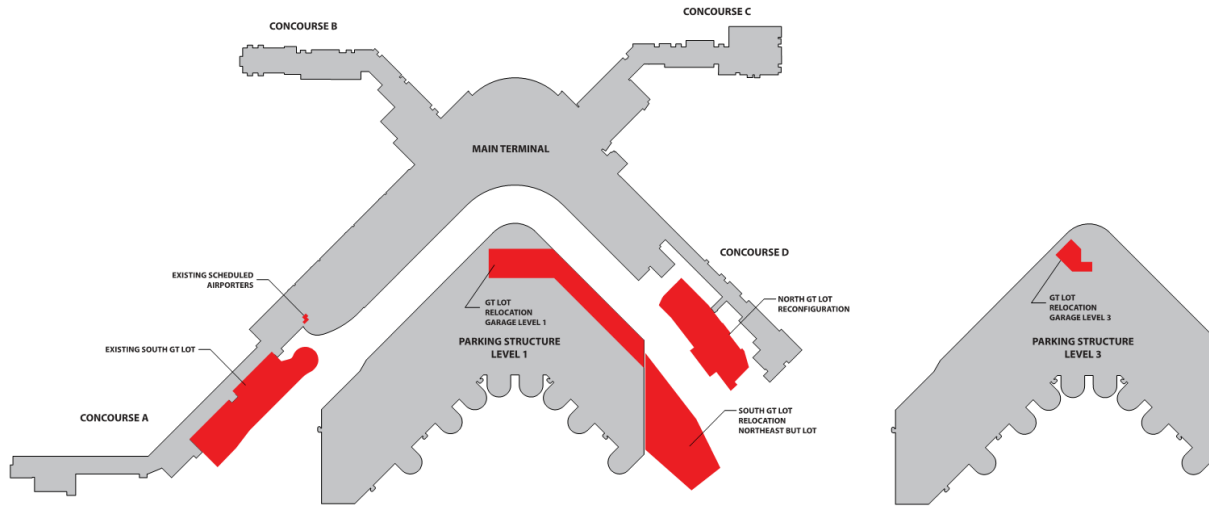 CONCOURSE B
CONCOURSE C
MAIN TERMINAL
CONCOURSE D
EXISTING SCHEDULED
AIRPORTERS
GT LOT
RELOCATION
GARAGE LEVEL 1
NORTH GT LOT
RECONFIGURATION
GT LOT
RELOCATION
GARAGE LEVEL 3
EXISTING SOUTH GT LOT
PARKING STRUCTURE
LEVEL 1
PARKING STRUCTURE
LEVEL 3
CONCOURSE A
SOUTH GT LOT
RELOCATION
NORTHEAST BUT LOT